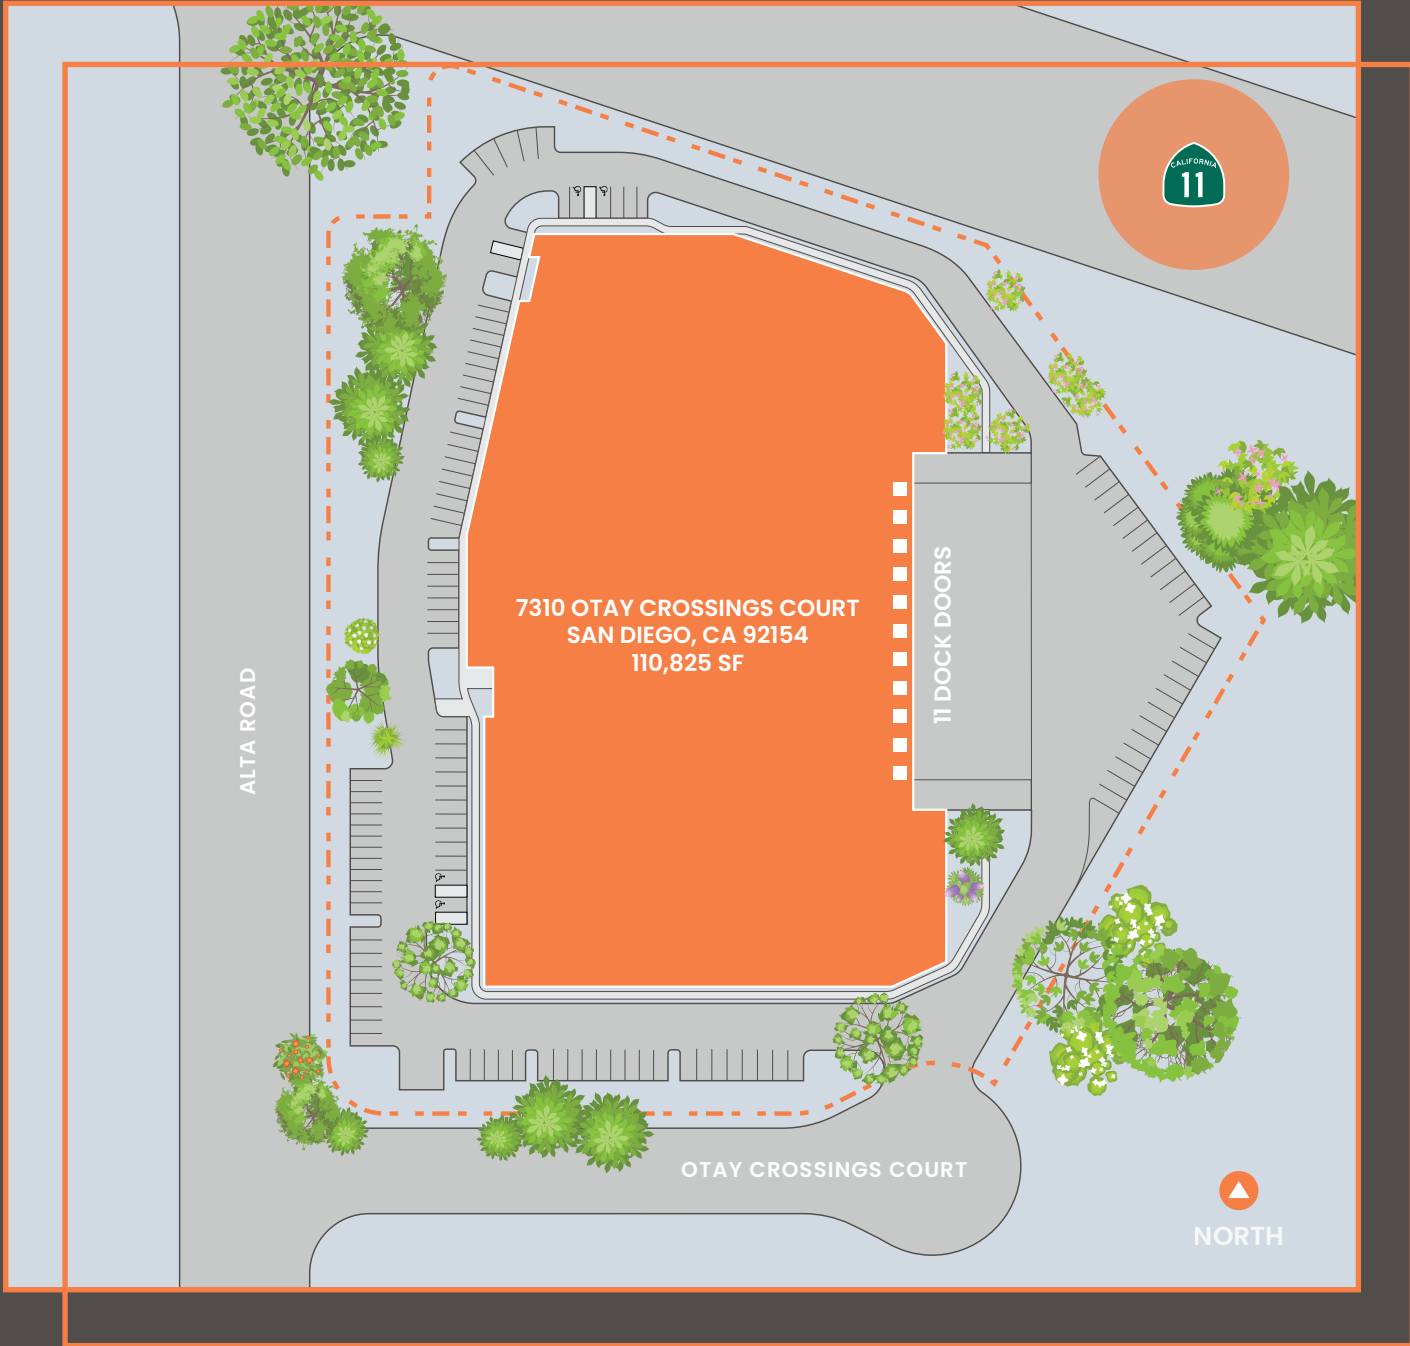 CALIFORNIA
11
7310 OTAY CROSSINGS COURT
SAN DIEGO, CA 92154
110,825 SF
11 DOCK DOORS
ALTA ROAD
OTAY CROSSINGS COURT
NORTH